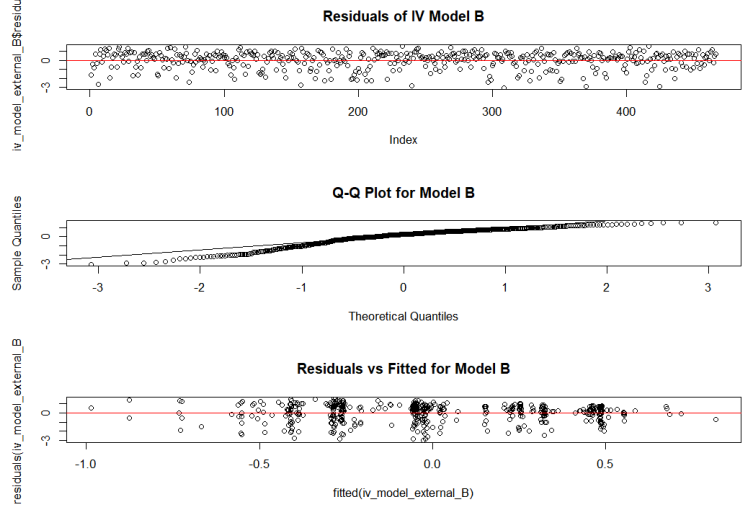 Residuals of IV Model B
iv_model_external_B$residu
0
-3
0
100
200
300
400
Index
Q-Q Plot for Model B
Sample Quantiles
0
-3
-3
-2
-1
0
1
2
3
Theoretical Quantiles
Residuals vs Fitted for Model B
residuals(iv_model_external_B
0
-3
-1.0
-0.5
0.0
0.5
fitted(iv_model_external_B)